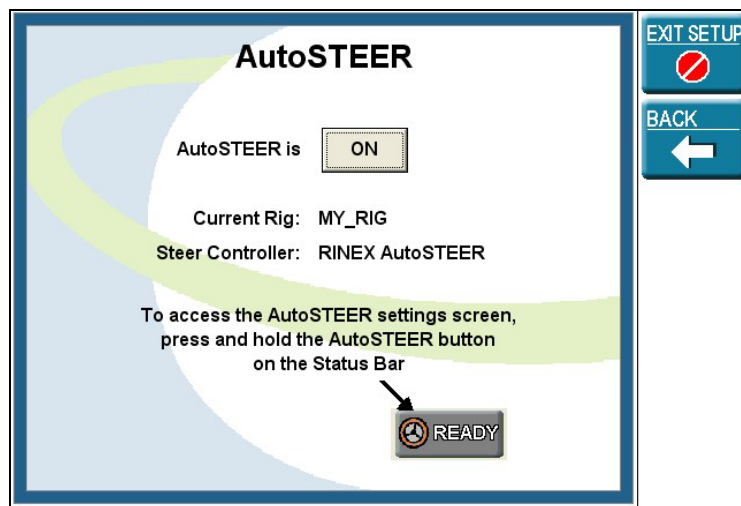 AutoSTEER
EXIT SETUP
BACK
AutoSTEER is ON
Current Rig: MY_RIG
Steer Controller: RINEX AutoSTEER
To access the AutoSTEER settings screen,
press and hold the AutoSTEER button
on the Status Bar
READY